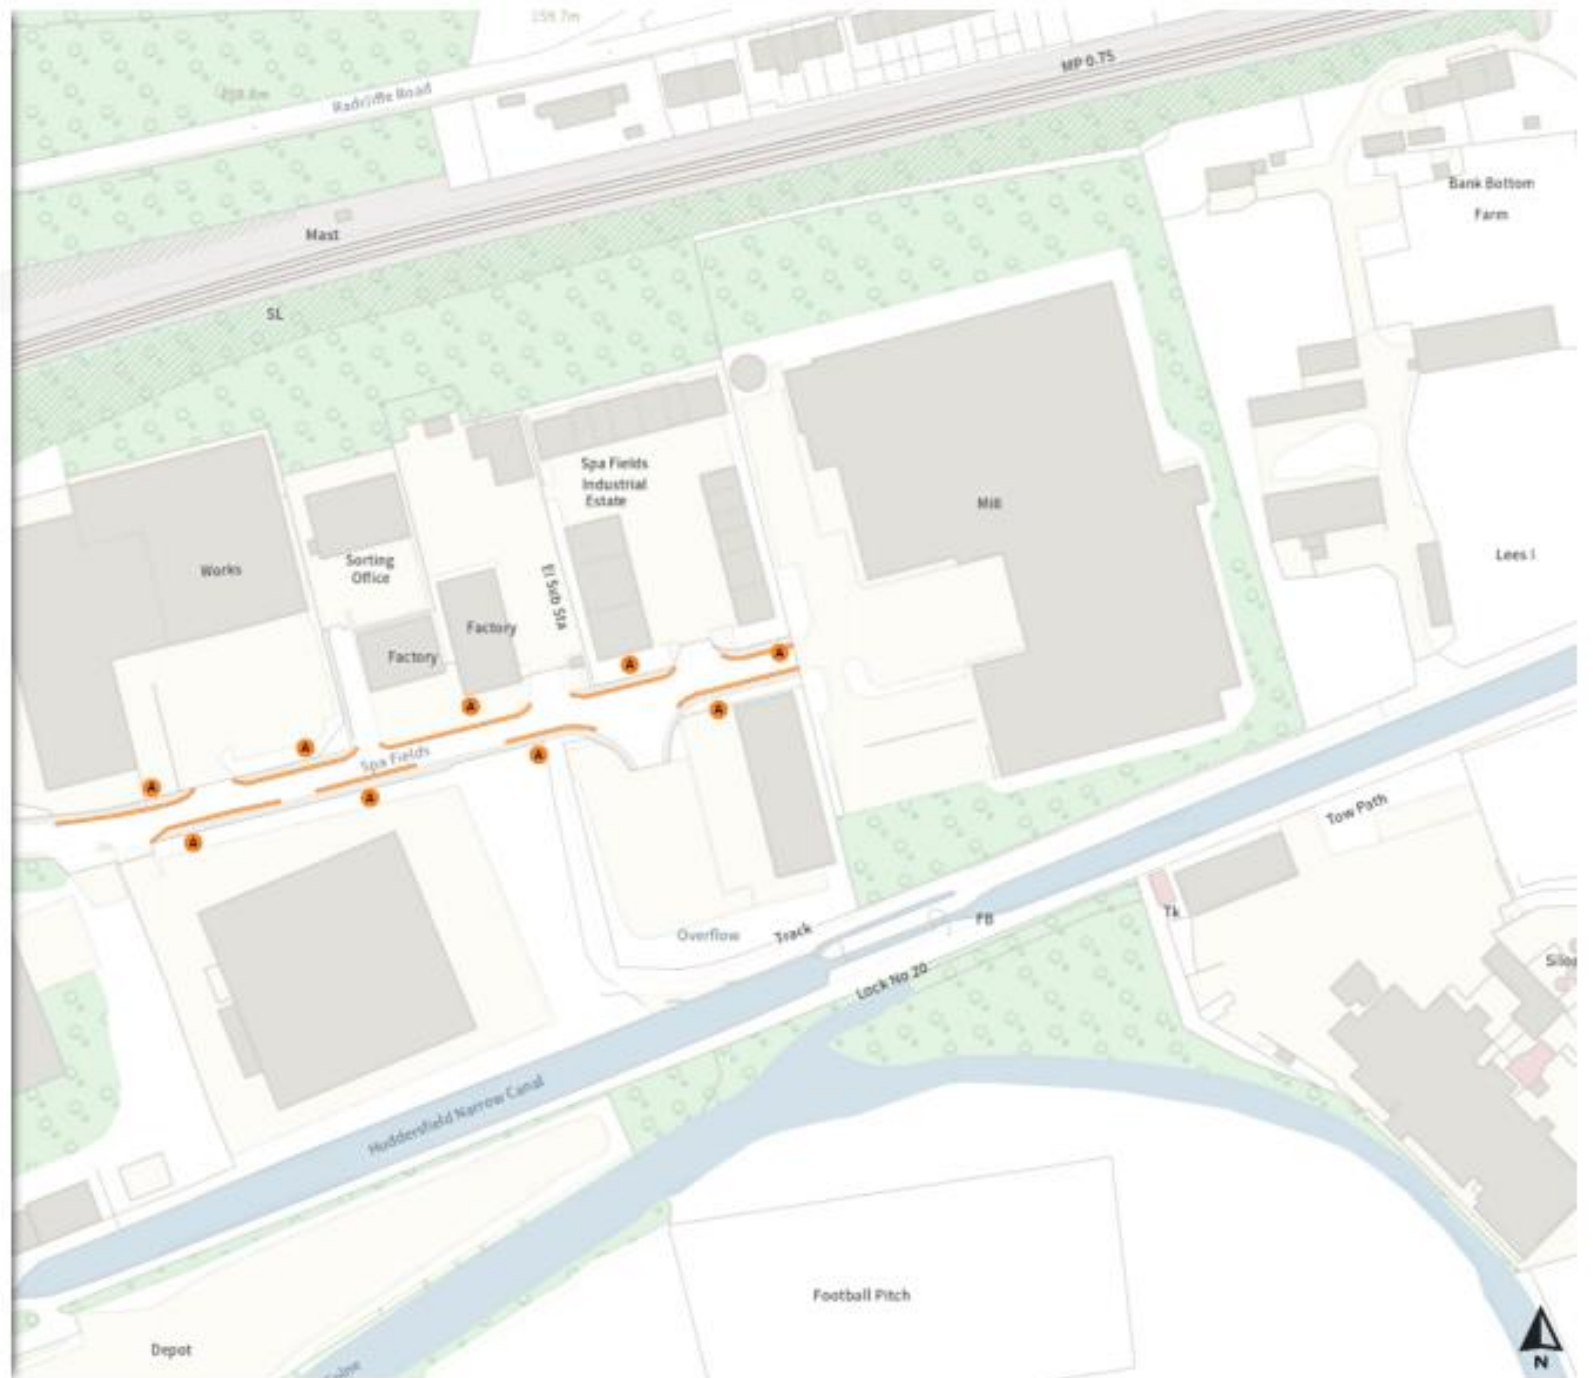 159.7m
Radcliffe Road
MP 0.75
Mast
SL
Bank Bottom
Farm
Spa Fields
Industrial
Estate
Mill
Works
Sorting
Office
El Sub Sta
Lees
Factory
Factory
A
A
A
A
A
A
A
A
A
Spa Fields
Tow Path
Overflow
Track
FB
Tk
Lock No 20
Huddersfield Narrow Canal
Football Pitch
Depot
N